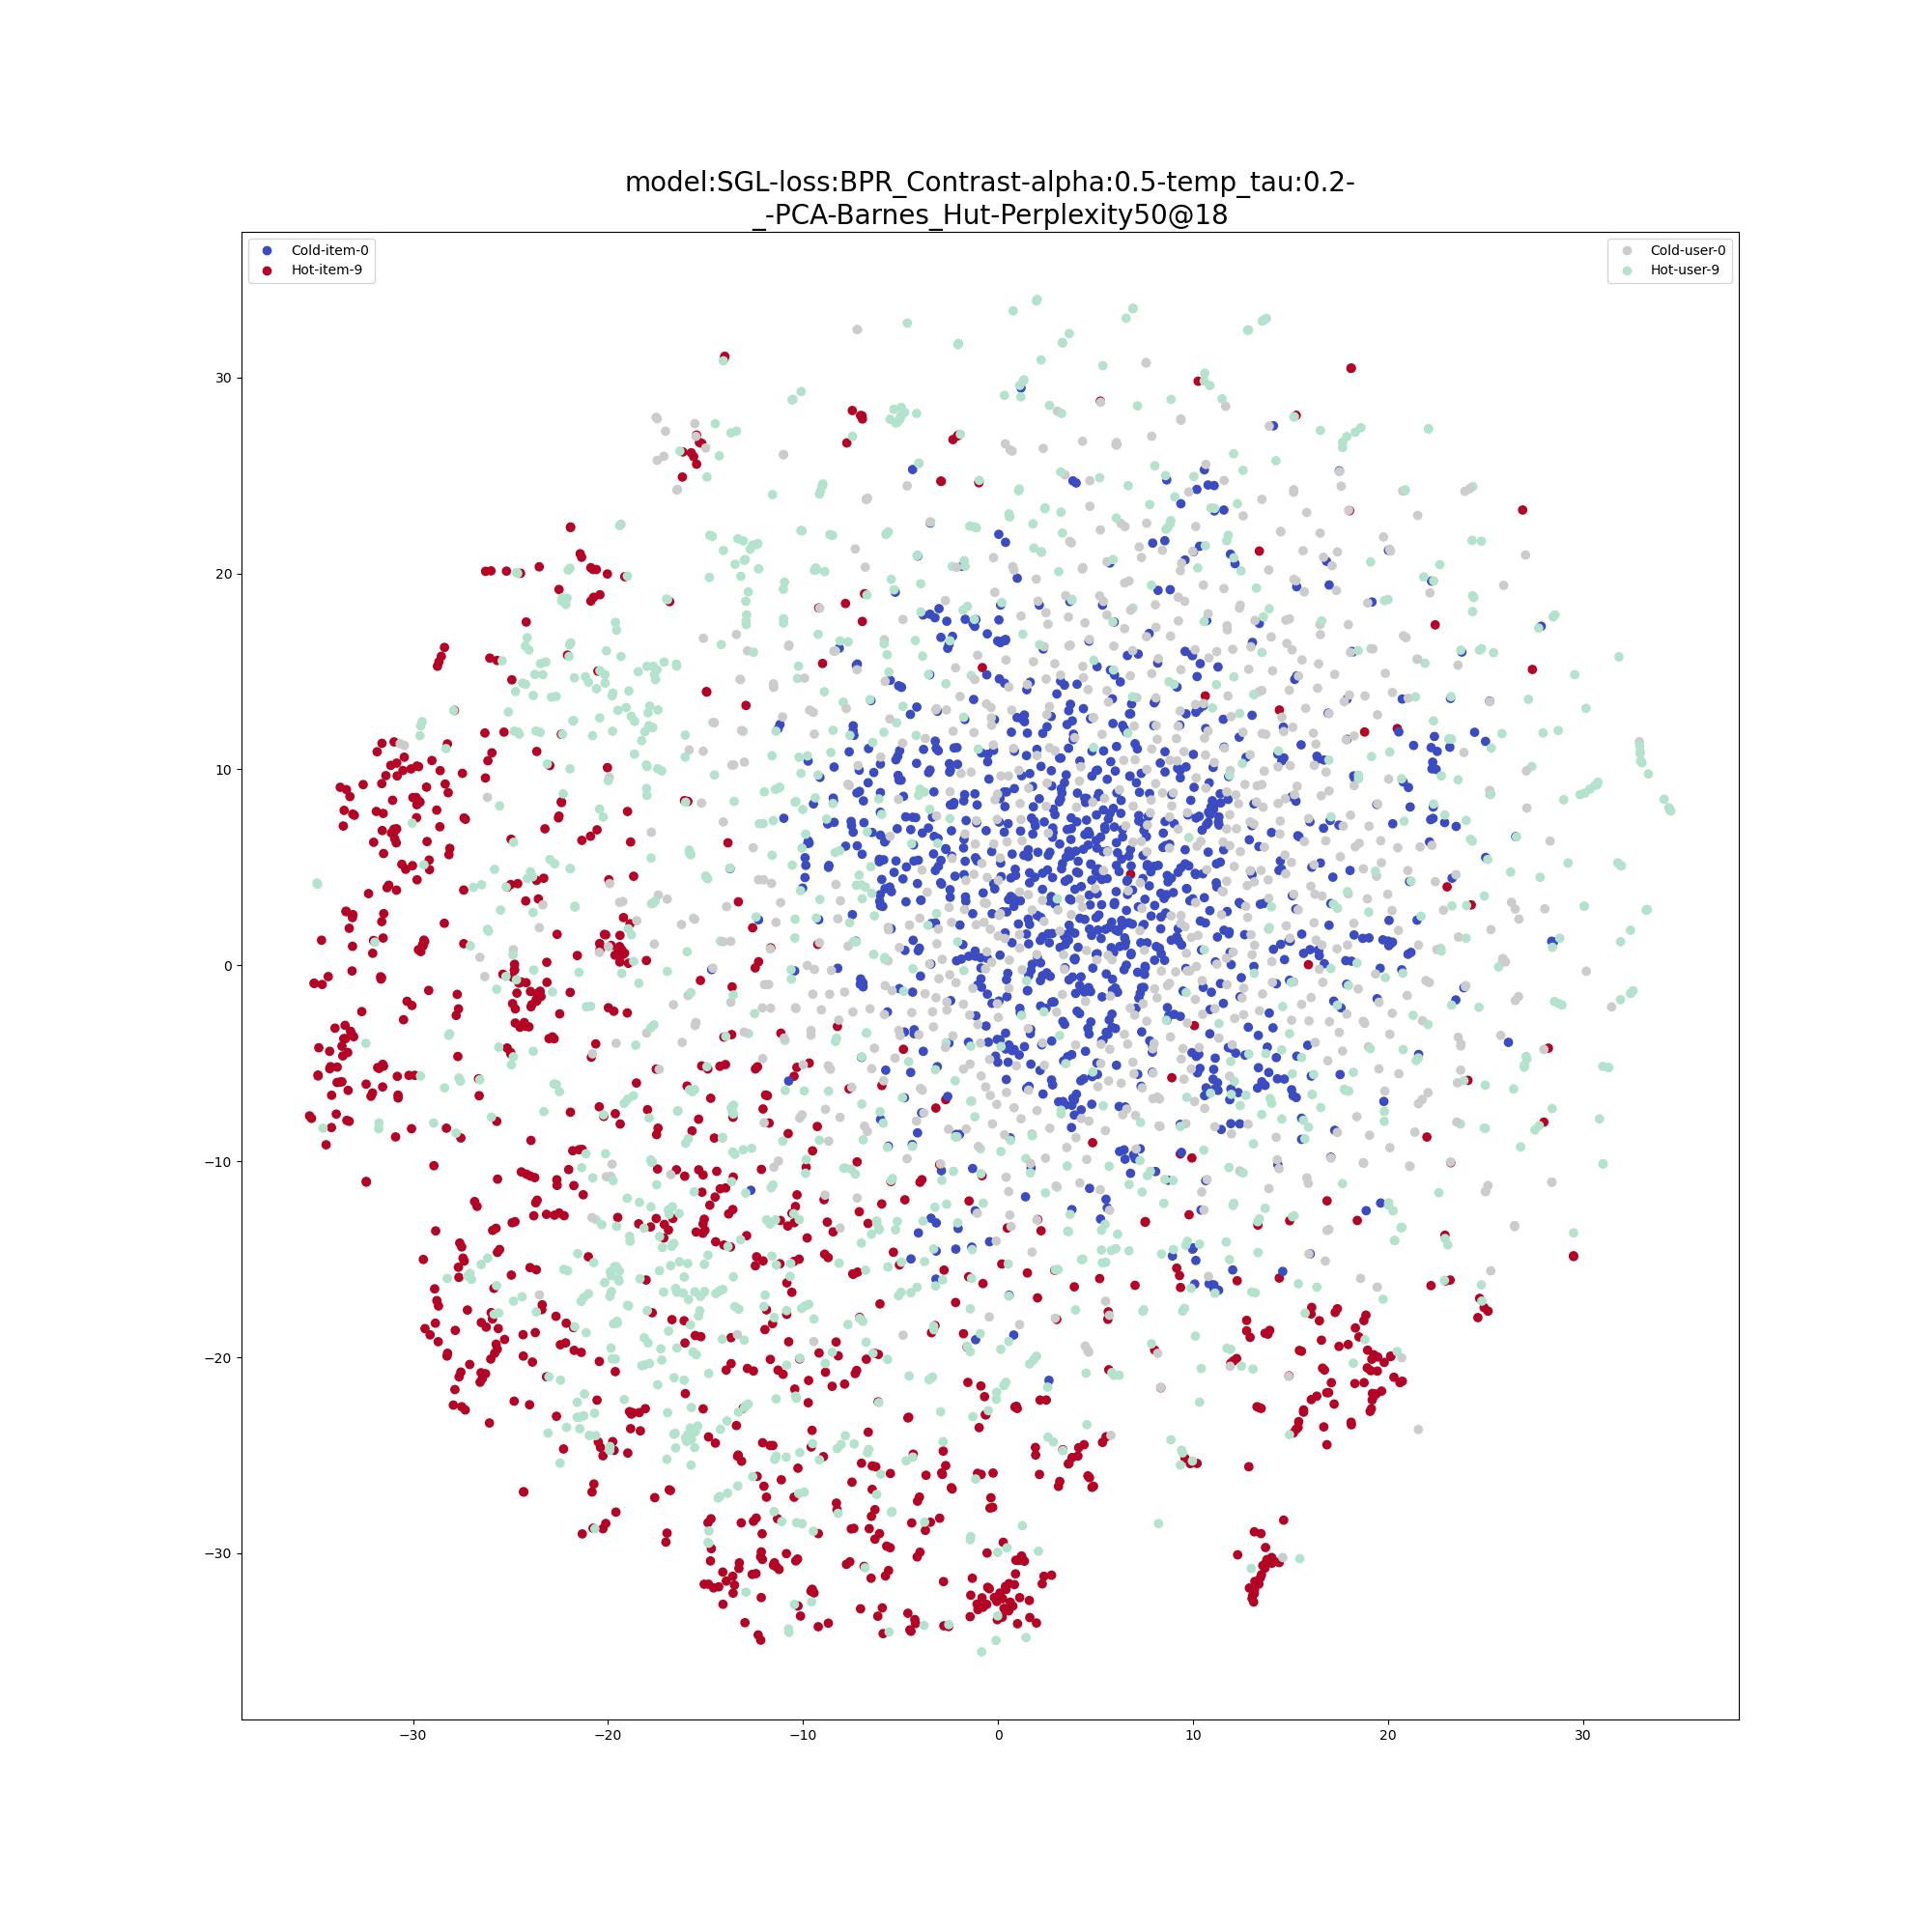 model:SGL-loss:BPR_Contrast-alpha:0.5-temp_tau:0.2-
_-PCA-Barnes_Hut-Perplexity50@18
Cold-item-0
Hot-item-9
Cold-user-0
Hot-user-9
30
20
10
0
−10
−20
−30
−30
−20
−10
0
10
20
30